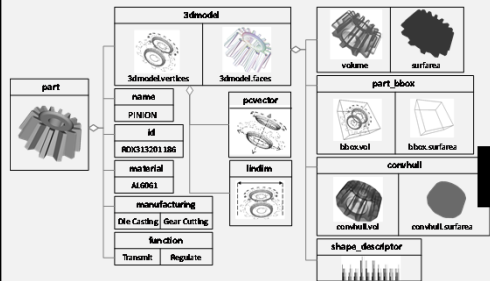 part
3dmodel
3dmodel.vertices
3dmodel.faces
name
PINION
id
RDX313201186
material
AL6061
manufacturing
Die Casting
Gear Cutting
function
Transmit
Regulate
pcvector
lindim
volume
surfarea
part_bbox
bbox.vol
bbox.surfarea
convhull
convhull.vol
convhull.surfarea
shape_descriptor